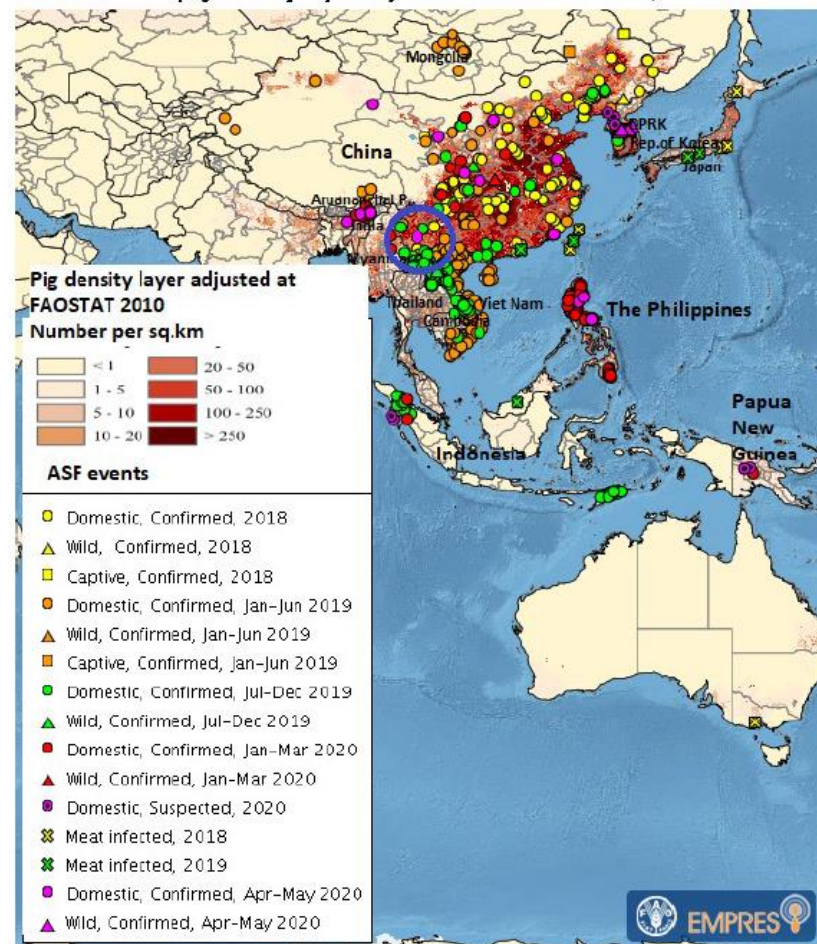 Mongolia
China
DPRK
Rep.of Korea
Japan
India
Myanmar
Thailand
Viet Nam
Cambodia
The Philippines
Indonesia
Papua
New
Guinea
Pig density layer adjusted at
FAOSTAT 2010
Number per sq.km
< 1
20 - 50
1 - 5
50 - 100
5 - 10
100 - 250
10 - 20
> 250
ASF events
Domestic, Confirmed, 2018
Wild, Confirmed, 2018
Captive, Confirmed, 2018
Domestic, Confirmed, Jan-Jun 2019
Wild, Confirmed, Jan-Jun 2019
Captive, Confirmed, Jan-Jun 2019
Domestic, Confirmed, Jul-Dec 2019
Wild, Confirmed, Jul-Dec 2019
Domestic, Confirmed, Jan-Mar 2020
Wild, Confirmed, Jan-Mar 2020
Domestic, Suspected, 2020
Meat infected, 2018
Meat infected, 2019
Domestic, Confirmed, Apr-May 2020
Wild, Confirmed, Apr-May 2020
FAO
EMPRES